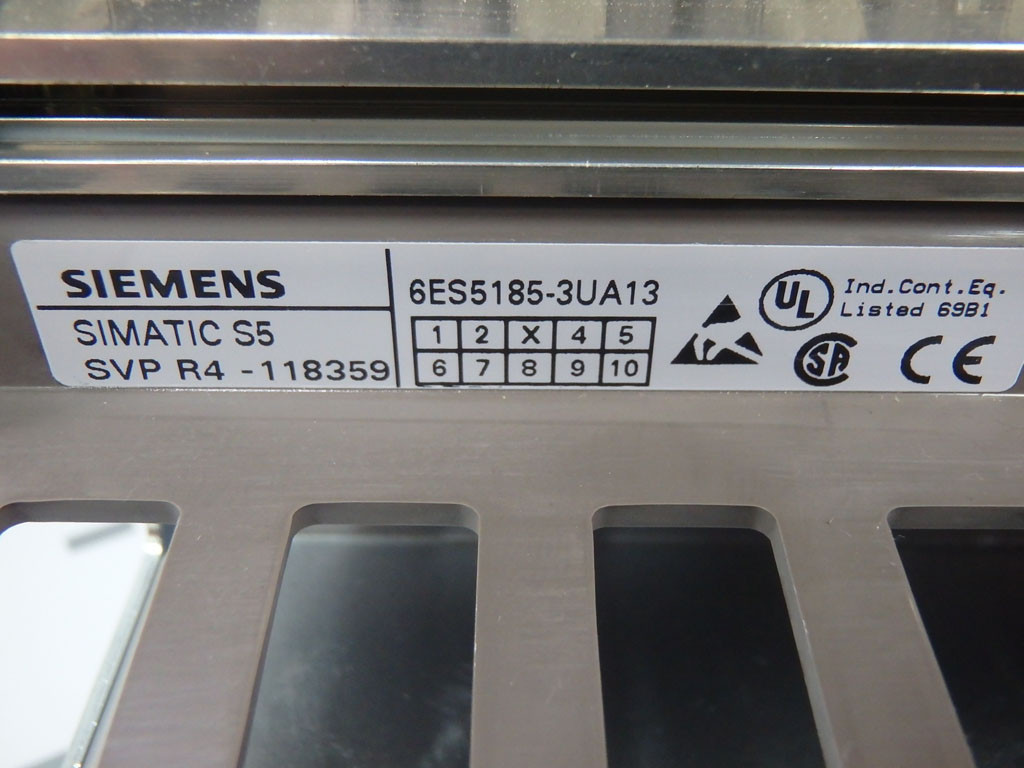 SIEMENS
SIMATIC S5
SVP R4 -118359
6ES5185-3UA13
1 2 X 4 5
6 7 8 9 10
UL
Ind.Cont.Eq.
Listed 69B1
SA
CE